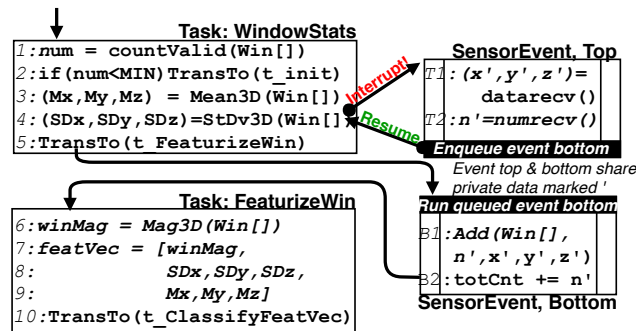 Task: WindowStats
1:num = countValid(Win[])
2:if(num<MIN)TransTo(t_init)
3:(Mx,My,Mz) = Mean3D(Win[])
4:(SDx,SDy,SDz)=StDv3D(Win[])
5:TransTo(t_FeaturizeWin)
Interrupt!
Resume
SensorEvent, Top
T1:(x',y',z')=
datarecv()
T2:n'=numrecv()
Enqueue event bottom
Event top & bottom share
private data marked '
Run queued event bottom
B1:Add(Win[],
n',x',y',z')
B2:totCnt += n'
SensorEvent, Bottom
Task: FeaturizeWin
6:winMag = Mag3D(Win[])
7:featVec = [winMag,
8: SDx,SDy,SDz,
9: Mx,My,Mz]
10:TransTo(t_ClassifyFeatVec)